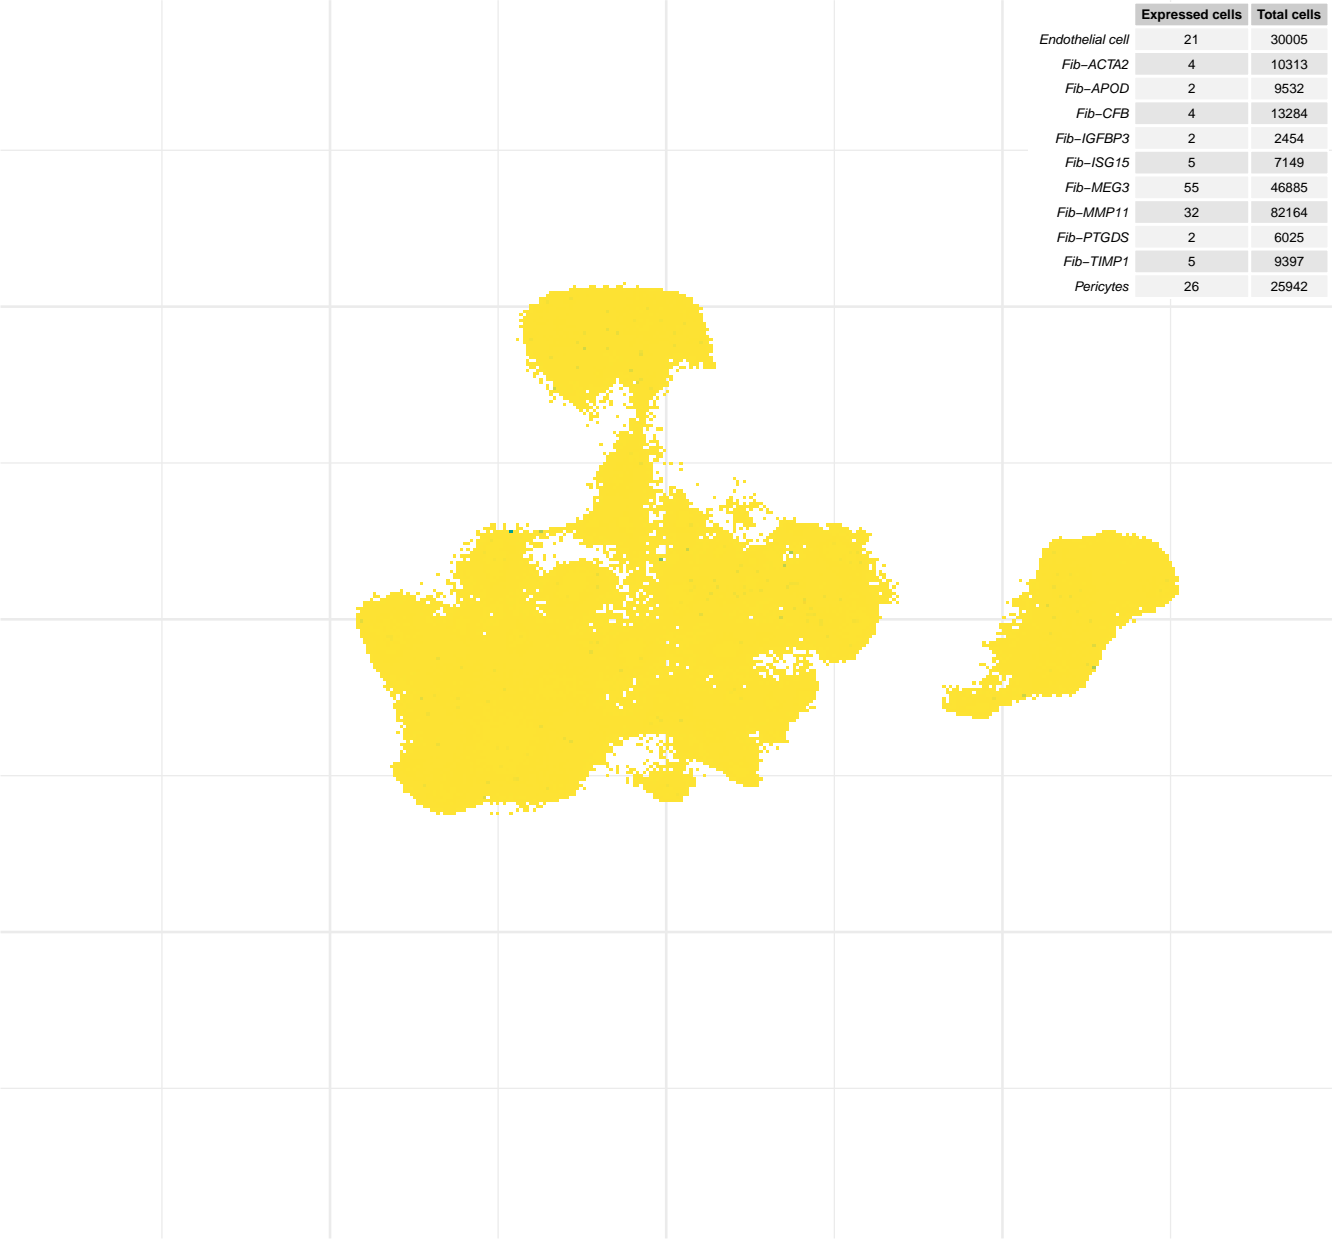 Expressed cells Total cells
Endothelial cell 21 30005
Fib−ACTA2 4 10313
Fib−APOD 2 9532
Fib−CFB 4 13284
Fib−IGFBP3 2 2454
Fib−ISG15 5 7149
Fib−MEG3 55 46885
Fib−MMP11 32 82164
Fib−PTGDS 2 6025
Fib−TIMP1 5 9397
Pericytes 26 25942